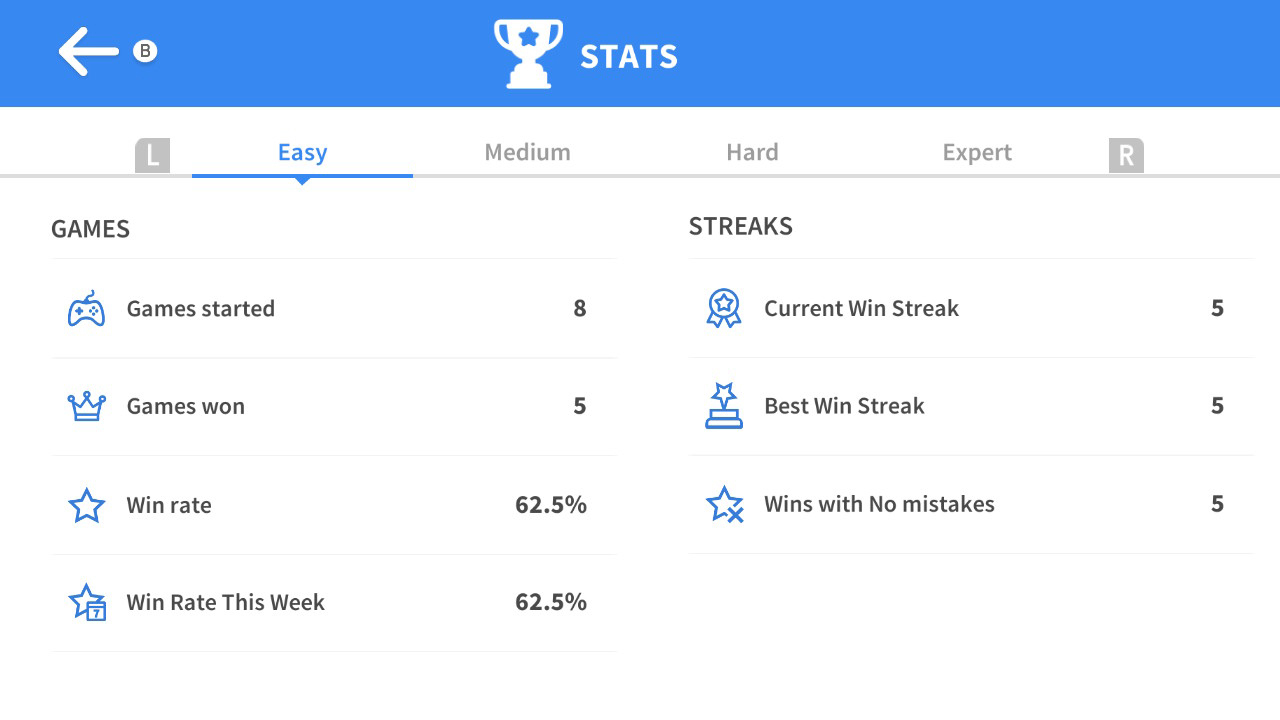 B
STATS
L
Easy
Medium
Hard
Expert
R
GAMES
Games started 8
Games won 5
Win rate 62.5%
7
Win Rate This Week 62.5%
STREAKS
Current Win Streak 5
Best Win Streak 5
Wins with No mistakes 5